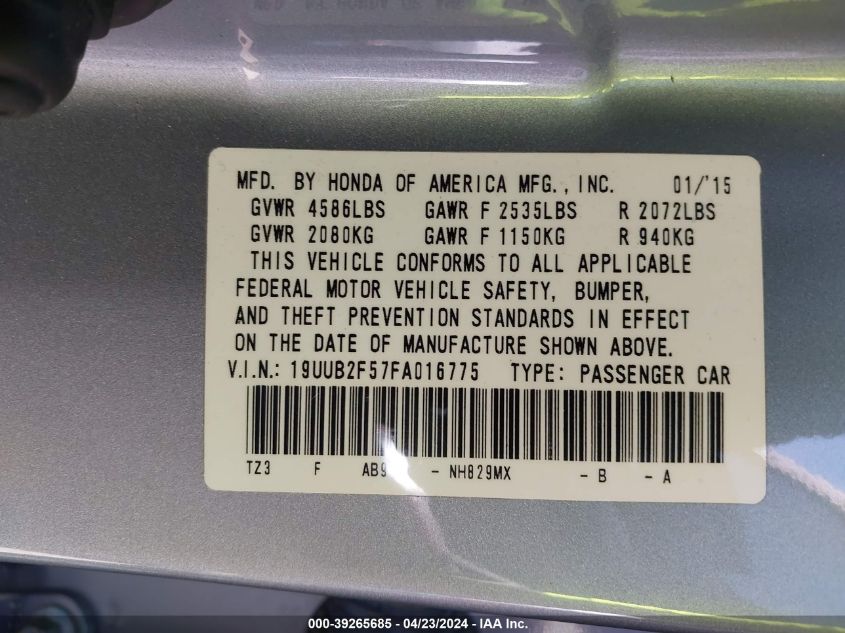 MFD. BY HONDA OF AMERICA MFG., INC. 01/'15
GVWR 4586LBS GAWR F 2535LBS R 2072LBS
GVWR 2080KG GAWR F 1150KG R 940KG
THIS VEHICLE CONFORMS TO ALL APPLICABLE
FEDERAL MOTOR VEHICLE SAFETY, BUMPER,
AND THEFT PREVENTION STANDARDS IN EFFECT
ON THE DATE OF MANUFACTURE SHOWN ABOVE.
V.I.N.: 19UUB2F57FA016775 TYPE: PASSENGER CAR
TZ3 F - NH829MX - B - A
000-39265685 / 04/23/2024 - IAA Inc.